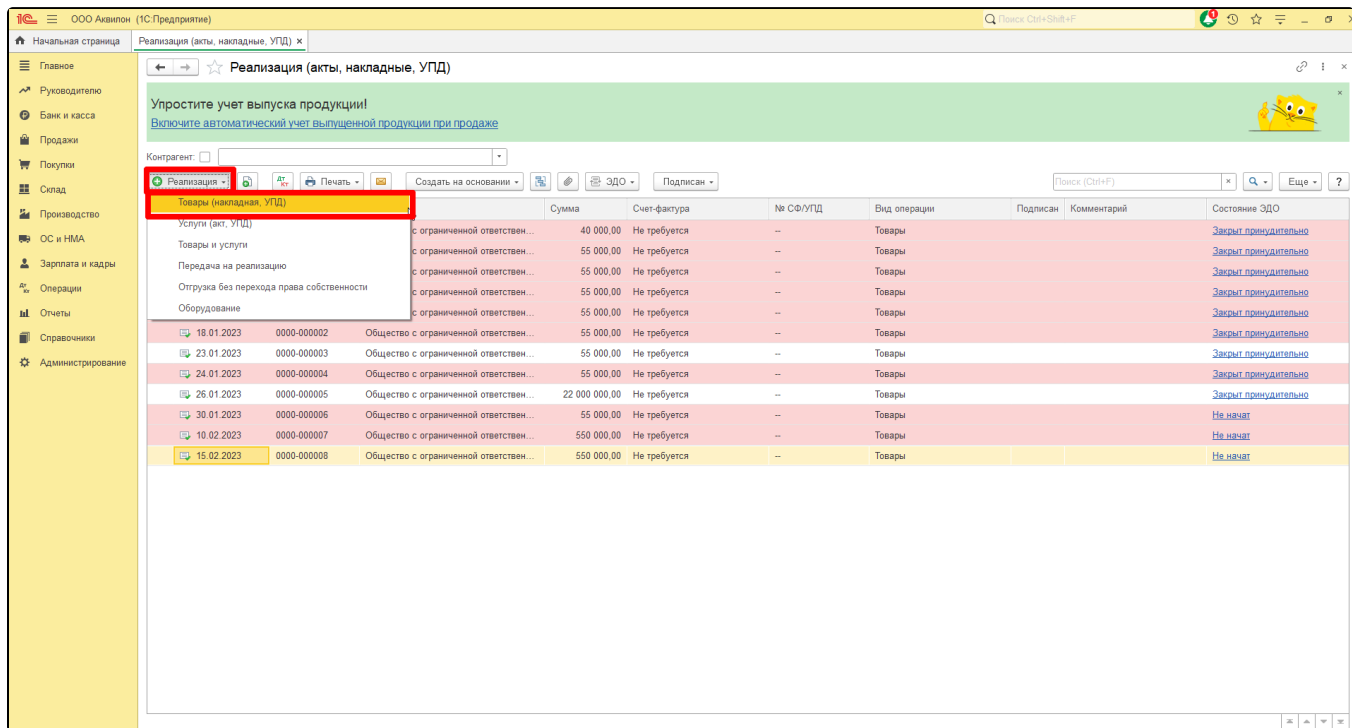 1С ООО Аквилон (1С:Предприятие) Поиск Ctrl+Shift+F
Начальная страница Реализация (акты, накладные, УПД) ×
Главное
Руководителю
Банк и касса
Продажи
Покупки
Склад
Производство
ОС и НМА
Зарплата и кадры
Операции
Отчеты
Справочники
Администрирование
Реализация (акты, накладные, УПД)
Упростите учет выпуска продукции!
Включите автоматический учет выпущенной продукции при продаже
Контрагент:
Реализация Дт Кт Печать Создать на основании ЭДО Подписан Поиск (Ctrl+F) × Еще ?
Товары (накладная, УПД)
Услуги (акт, УПД)
Товары и услуги
Передача на реализацию
Отгрузка без перехода права собственности
Оборудование
Сумма Счет-фактура № СФ/УПД Вид операции Подписан Комментарий Состояние ЭДО
с ограниченной ответствен... 40 000,00 Не требуется -- Товары Закрыт принудительно
с ограниченной ответствен... 55 000,00 Не требуется -- Товары Закрыт принудительно
с ограниченной ответствен... 55 000,00 Не требуется -- Товары Закрыт принудительно
с ограниченной ответствен... 55 000,00 Не требуется -- Товары Закрыт принудительно
с ограниченной ответствен... 55 000,00 Не требуется -- Товары Закрыт принудительно
18.01.2023 0000-000002 Общество с ограниченной ответствен... 55 000,00 Не требуется -- Товары Закрыт принудительно
23.01.2023 0000-000003 Общество с ограниченной ответствен... 55 000,00 Не требуется -- Товары Закрыт принудительно
24.01.2023 0000-000004 Общество с ограниченной ответствен... 55 000,00 Не требуется -- Товары Закрыт принудительно
26.01.2023 0000-000005 Общество с ограниченной ответствен... 22 000 000,00 Не требуется -- Товары Закрыт принудительно
30.01.2023 0000-000006 Общество с ограниченной ответствен... 55 000,00 Не требуется -- Товары Не начат
10.02.2023 0000-000007 Общество с ограниченной ответствен... 550 000,00 Не требуется -- Товары Не начат
15.02.2023 0000-000008 Общество с ограниченной ответствен... 550 000,00 Не требуется -- Товары Не начат